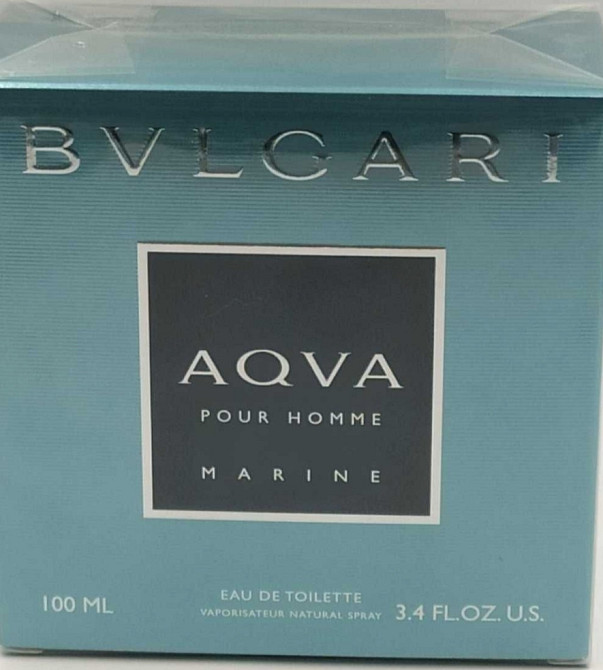 BVLGARI
AQVA
POUR HOMME
MARINE
100 ML
EAU DE TOILETTE
VAPORISATEUR NATURAL SPRAY
3.4 FL.OZ. U.S.